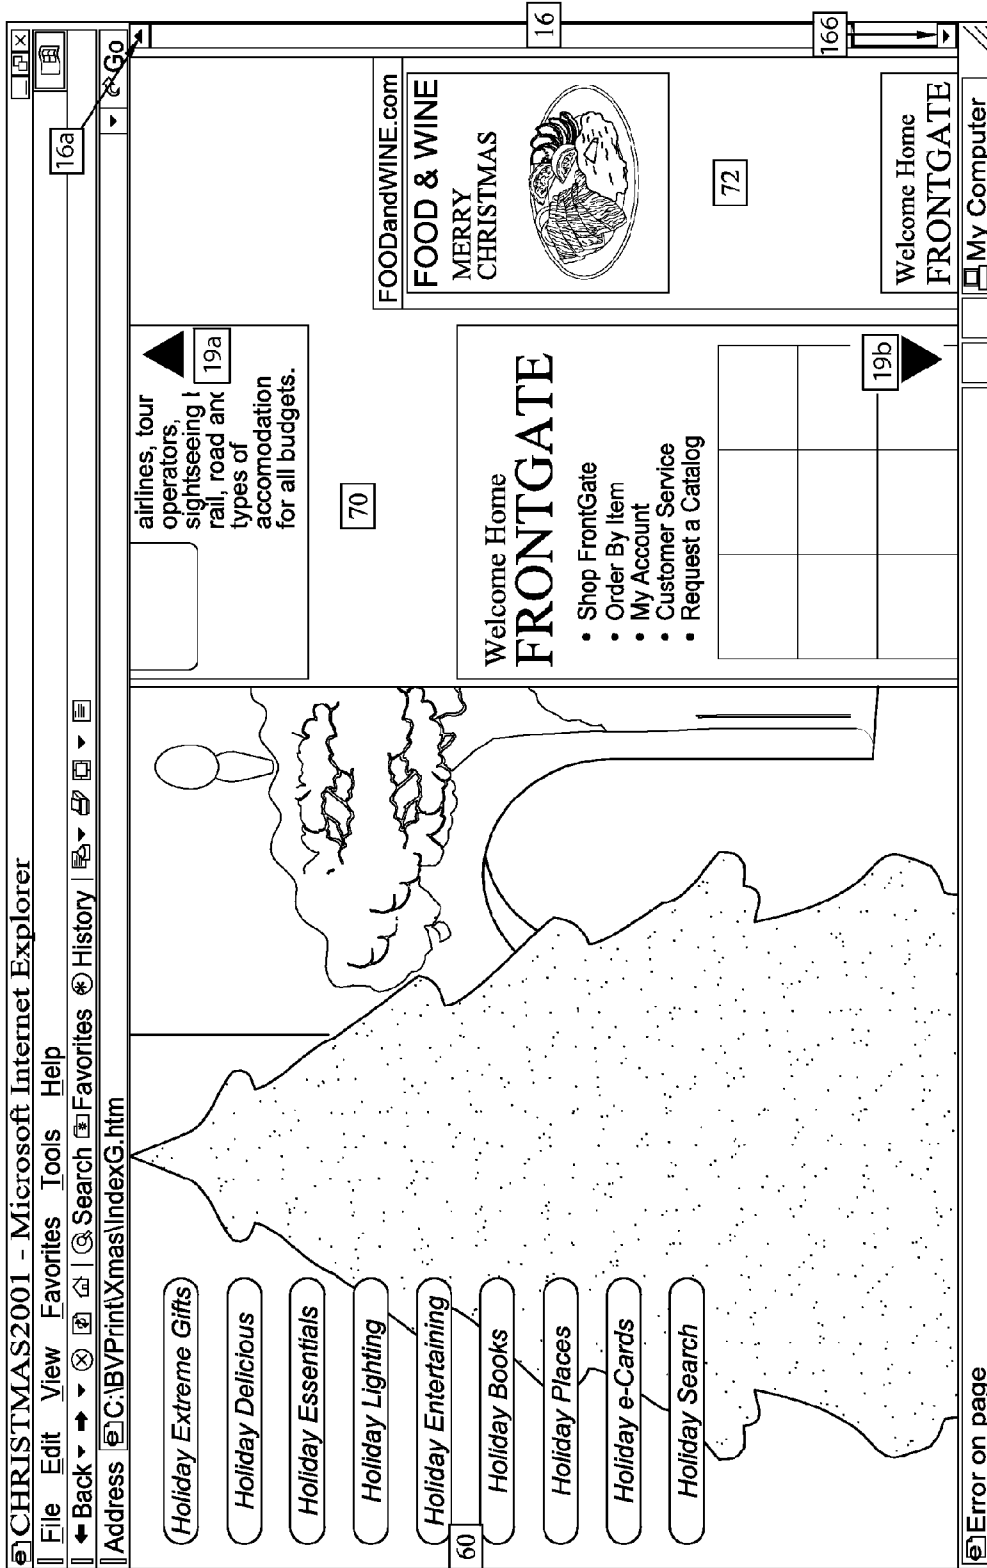 CHRISTMAS2001 - Microsoft Internet Explorer
File Edit View Favorites Tools Help
Back Search Favorites History
Address C:\BVPrint\Xmas\IndexG.htm Go
16a
Holiday Extreme Gifts
Holiday Delicious
Holiday Essentials
Holiday Lighting
Holiday Entertaining
Holiday Books
Holiday Places
Holiday e-Cards
Holiday Search
60
airlines, tour
operators,
sightseeing
rail, road and
types of
accomodation
for all budgets.
19a
70
Welcome Home
FRONTGATE
• Shop FrontGate
• Order By Item
• My Account
• Customer Service
• Request a Catalog
19b
FOODandWINE.com
FOOD & WINE
MERRY
CHRISTMAS
72
Welcome Home
FRONTGATE
16
166
Error on page My Computer